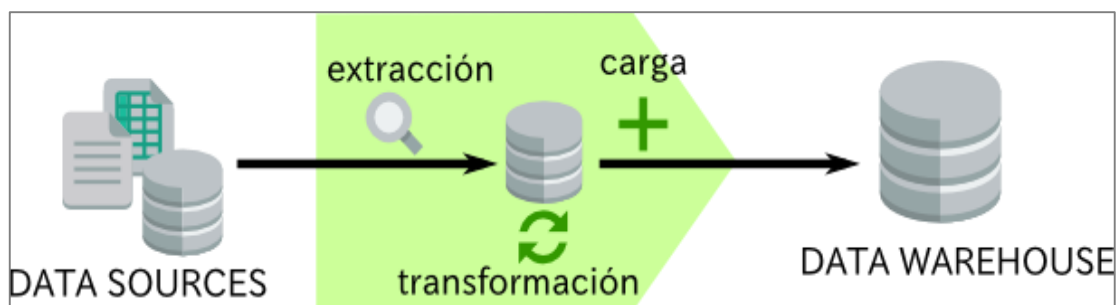 extracción
carga
transformación
DATA SOURCES
DATA WAREHOUSE